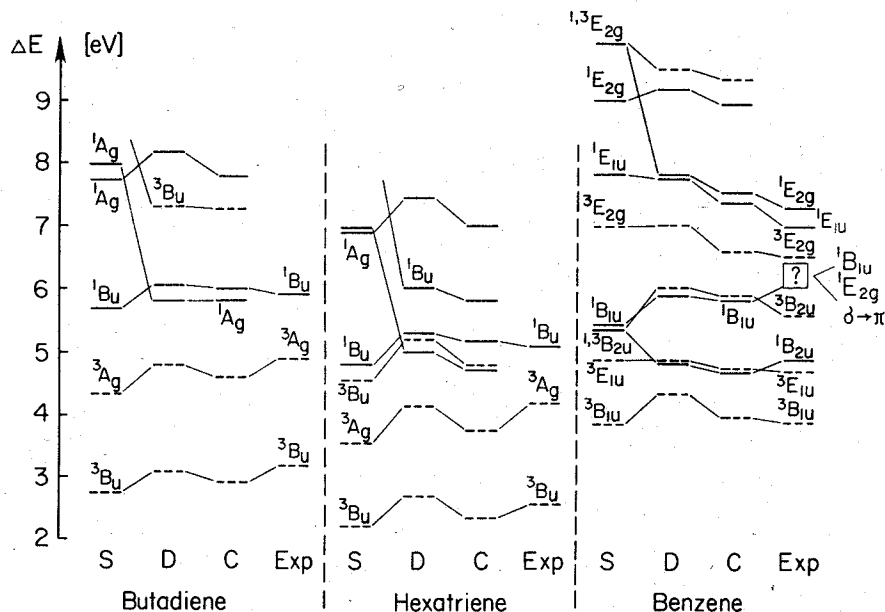 ΔE [eV]
9
8
7
6
5
4
3
2
¹Ag
¹Ag
³Bu
¹Bu
¹Ag
¹Bu
³Ag
³Ag
³Bu
³Bu
S D C Exp
Butadiene
¹Ag
¹Bu
¹Bu
¹Bu
³Bu
³Ag
³Ag
³Bu
³Bu
S D C Exp
Hexatriene
¹,³E₂g
¹E₂g
¹E₁u
¹E₂g
¹E₁u
³E₂g
³E₂g
?
¹B₁u
¹E₂g
δ→π
¹B₁u
¹B₁u
³B₂u
¹,³B₂u
¹B₂u
³E₁u
³E₁u
³B₁u
³B₁u
S D C Exp
Benzene